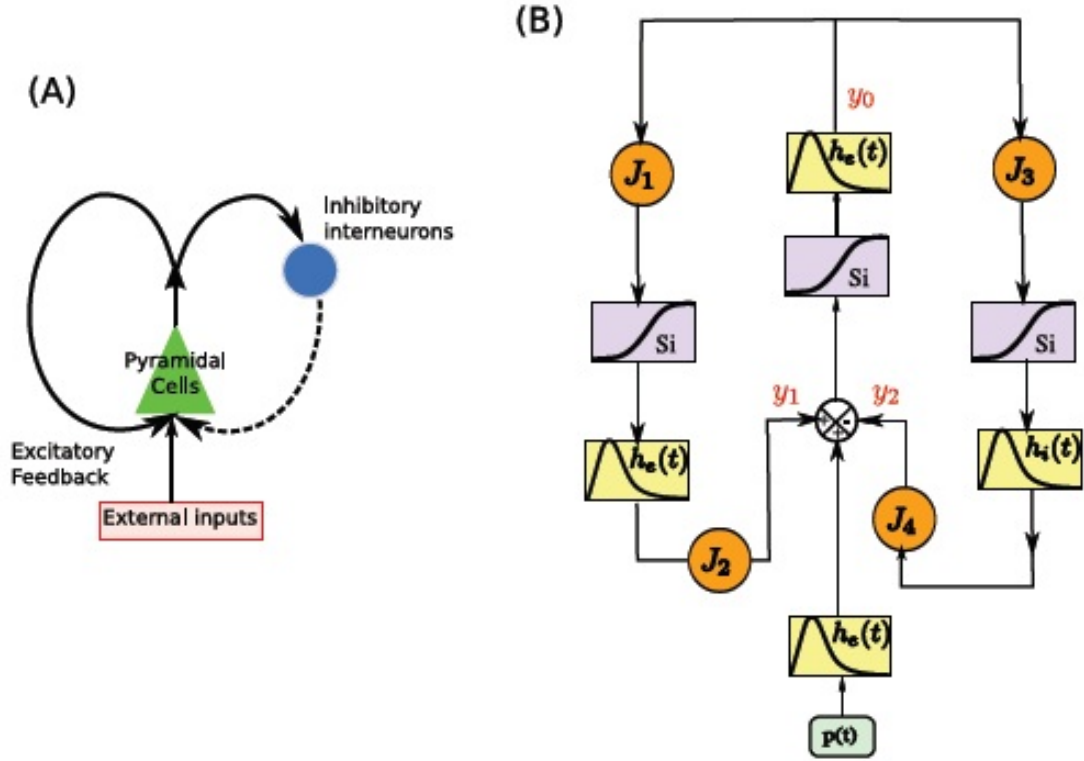 (A)
Inhibitory
interneurons
Pyramidal
Cells
Excitatory
Feedback
External inputs
(B)
y0
he(t)
J1
J3
Si
Si
Si
y1
y2
+
-
+
he(t)
hi(t)
J4
J2
he(t)
p(t)